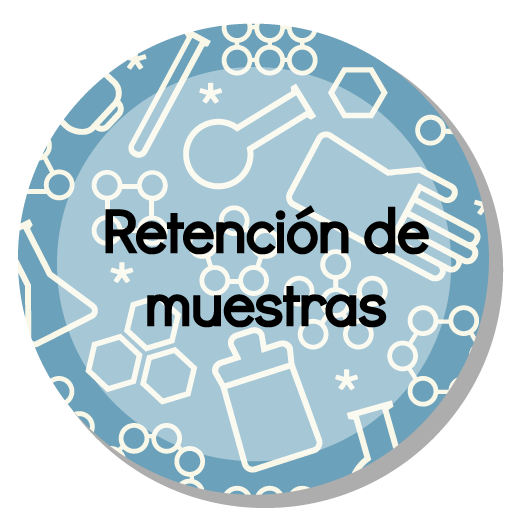 Retención de
muestras